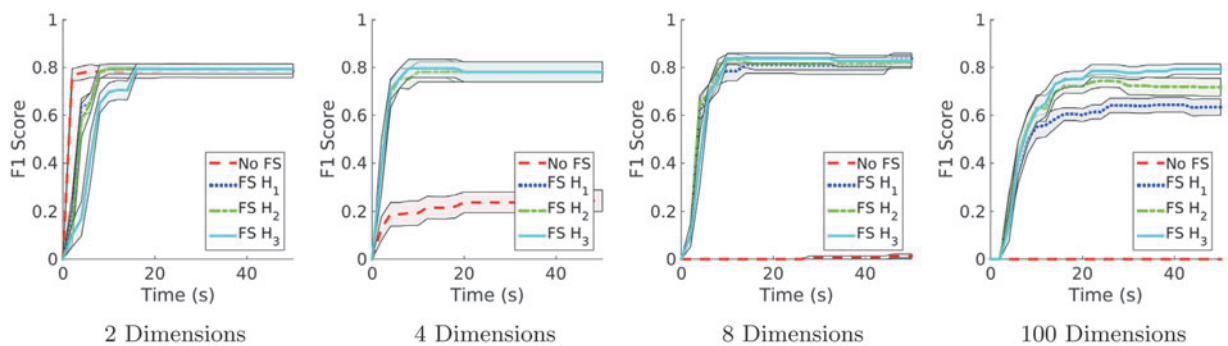 1
0.8
0.6
0.4
0.2
0
F1 Score
No FS
FS H1
FS H2
FS H3
0 20 40
Time (s)
2 Dimensions
1
0.8
0.6
0.4
0.2
0
F1 Score
No FS
FS H1
FS H2
FS H3
0 20 40
Time (s)
4 Dimensions
1
0.8
0.6
0.4
0.2
0
F1 Score
No FS
FS H1
FS H2
FS H3
0 20 40
Time (s)
8 Dimensions
1
0.8
0.6
0.4
0.2
0
F1 Score
No FS
FS H1
FS H2
FS H3
0 20 40
Time (s)
100 Dimensions